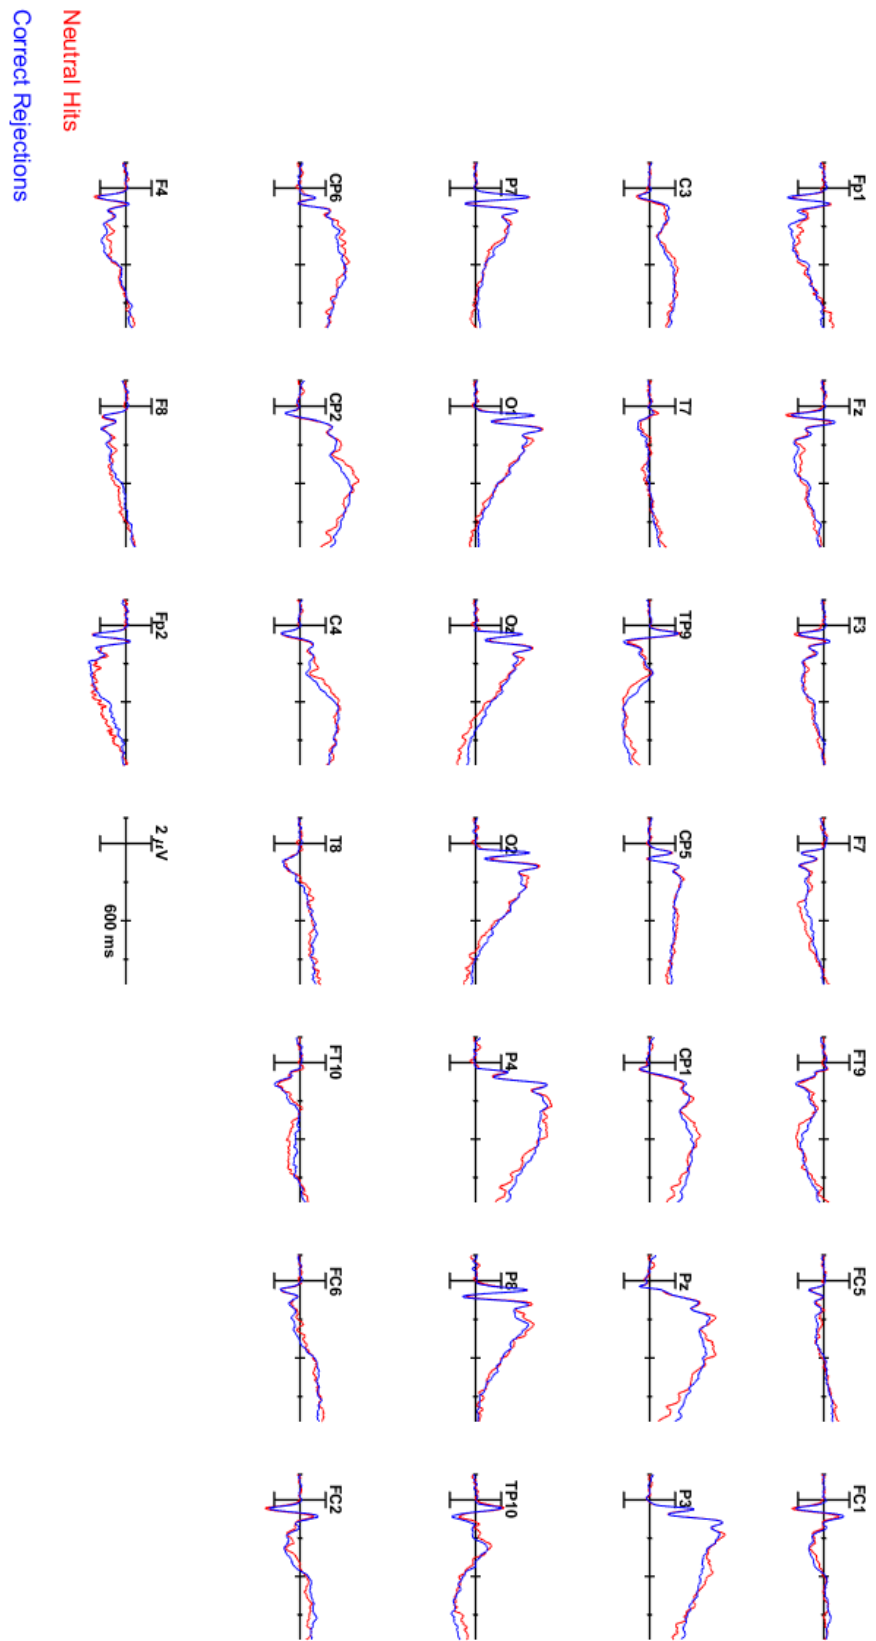 Fp1 Fz F3 F7 FT9 FC5 FC1
C3 T7 TP9 CP5 CP1 Pz P3
P7 O1 Oz O2 P4 P8 TP10
CP6 CP2 C4 T8 FT10 FC6 FC2
F4 F8 Fp2 2 µV
600 ms
Neutral Hits
Correct Rejections